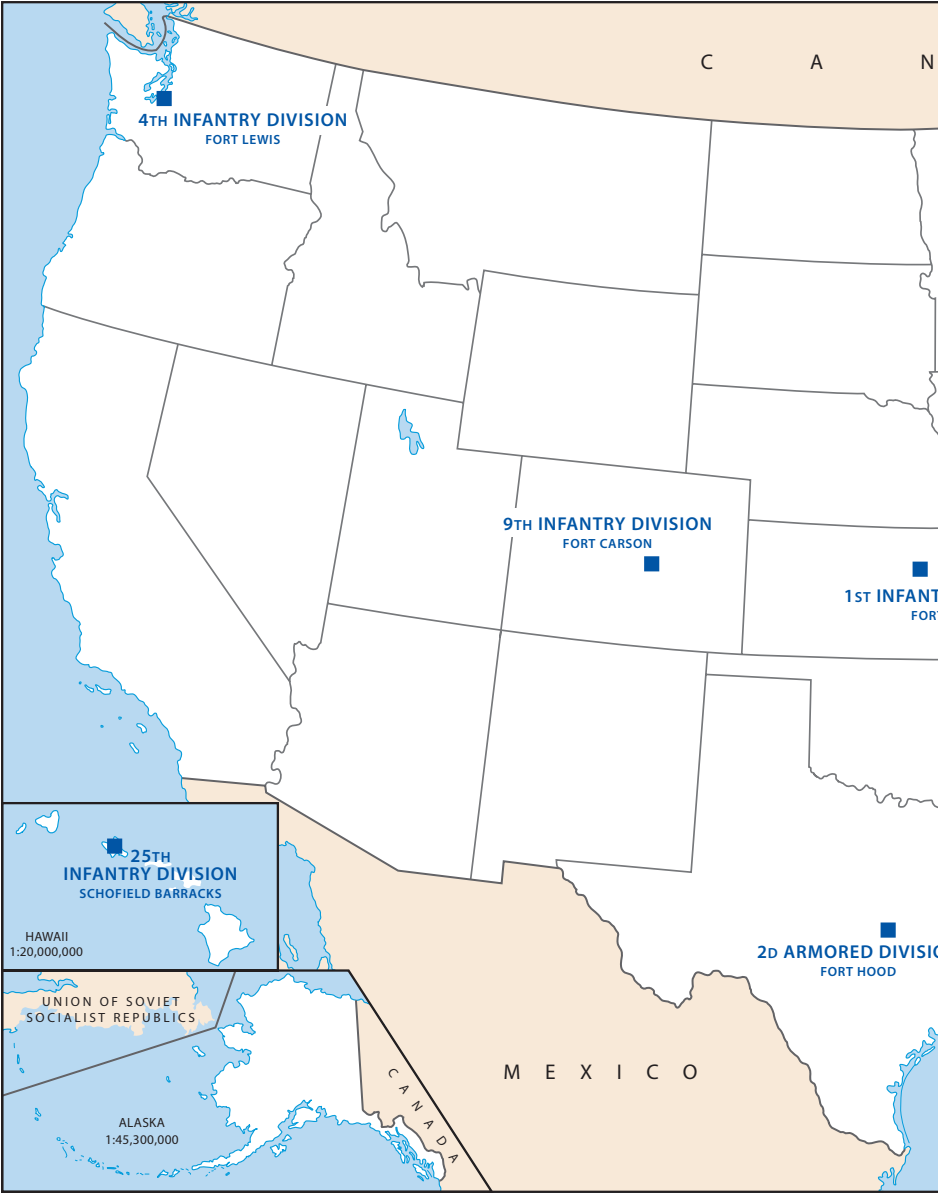 C A N
4TH INFANTRY DIVISION
FORT LEWIS
9TH INFANTRY DIVISION
FORT CARSON
1ST INFANT
FOR
25TH
INFANTRY DIVISION
SCHOFIELD BARRACKS
HAWAII
1:20,000,000
2D ARMORED DIVISIO
FORT HOOD
UNION OF SOVIET
SOCIALIST REPUBLICS
MEXICO
CANADA
ALASKA
1:45,300,000